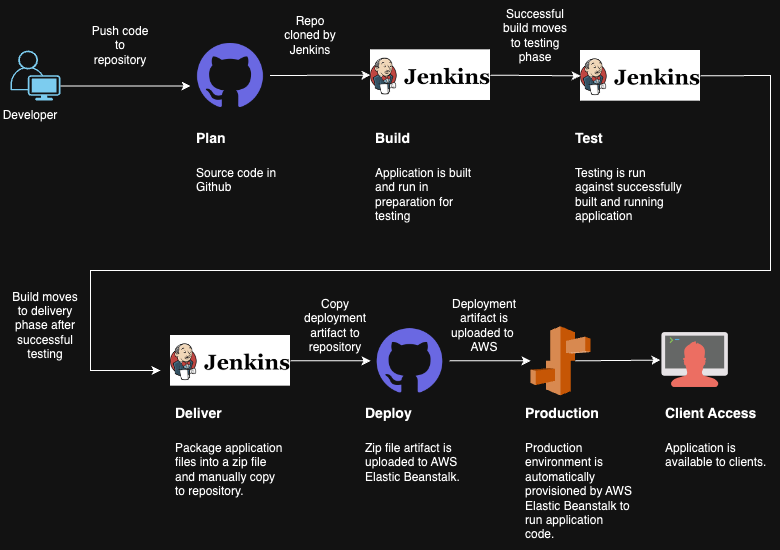 Push code
to
repository
Repo
cloned by
Jenkins
Successful
build moves
to testing
phase
Developer
Jenkins
Jenkins
Plan
Build
Test
Source code in
Github
Application is built
and run in
preparation for
testing
Testing is run
against successfully
built and running
application
Build moves
to delivery
phase after
successful
testing
Copy
deployment
artifact to
repository
Deployment
artifact is
uploaded to
AWS
Jenkins
>-
Deliver
Deploy
Production
Client Access
Package application
files into a zip file
and manually copy
to repository.
Zip file artifact is
uploaded to AWS
Elastic Beanstalk.
Production
environment is
automatically
provisioned by AWS
Elastic Beanstalk to
run application
code.
Application is
available to clients.